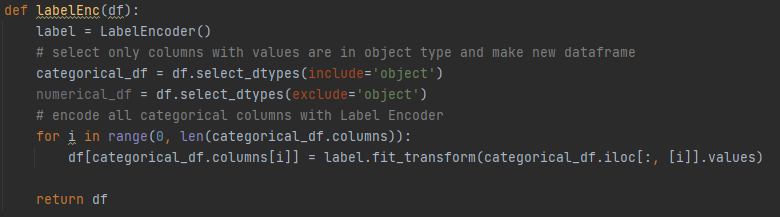 def labelEnc(df):
    label = LabelEncoder()
    # select only columns with values are in object type and make new dataframe
    categorical_df = df.select_dtypes(include='object')
    numerical_df = df.select_dtypes(exclude='object')
    # encode all categorical columns with Label Encoder
    for i in range(0, len(categorical_df.columns)):
        df[categorical_df.columns[i]] = label.fit_transform(categorical_df.iloc[:, [i]].values)
    return df